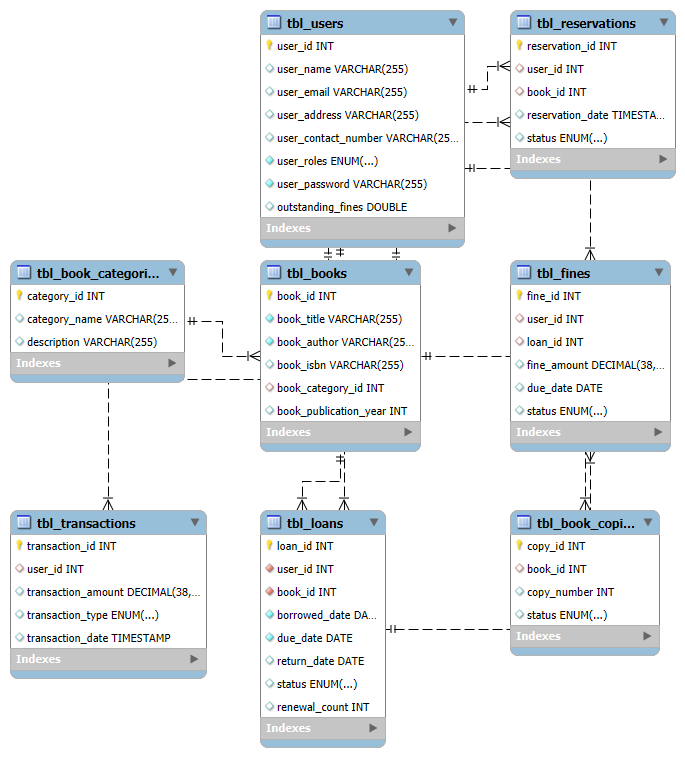 tbl_users
user_id INT
user_name VARCHAR(255)
user_email VARCHAR(255)
user_address VARCHAR(255)
user_contact_number VARCHAR(25...
user_roles ENUM(...)
user_password VARCHAR(255)
outstanding_fines DOUBLE
Indexes
tbl_reservations
reservation_id INT
user_id INT
book_id INT
reservation_date TIMESTA...
status ENUM(...)
Indexes
tbl_book_categori...
category_id INT
category_name VARCHAR(25...
description VARCHAR(255)
Indexes
tbl_books
book_id INT
book_title VARCHAR(255)
book_author VARCHAR(255...
book_isbn VARCHAR(255)
book_category_id INT
book_publication_year INT
Indexes
tbl_fines
fine_id INT
user_id INT
loan_id INT
fine_amount DECIMAL(38,...
due_date DATE
status ENUM(...)
Indexes
tbl_transactions
transaction_id INT
user_id INT
transaction_amount DECIMAL(38,...
transaction_type ENUM(...)
transaction_date TIMESTAMP
Indexes
tbl_loans
loan_id INT
user_id INT
book_id INT
borrowed_date DA...
due_date DATE
return_date DATE
status ENUM(...)
renewal_count INT
Indexes
tbl_book_copi...
copy_id INT
book_id INT
copy_number INT
status ENUM(...)
Indexes